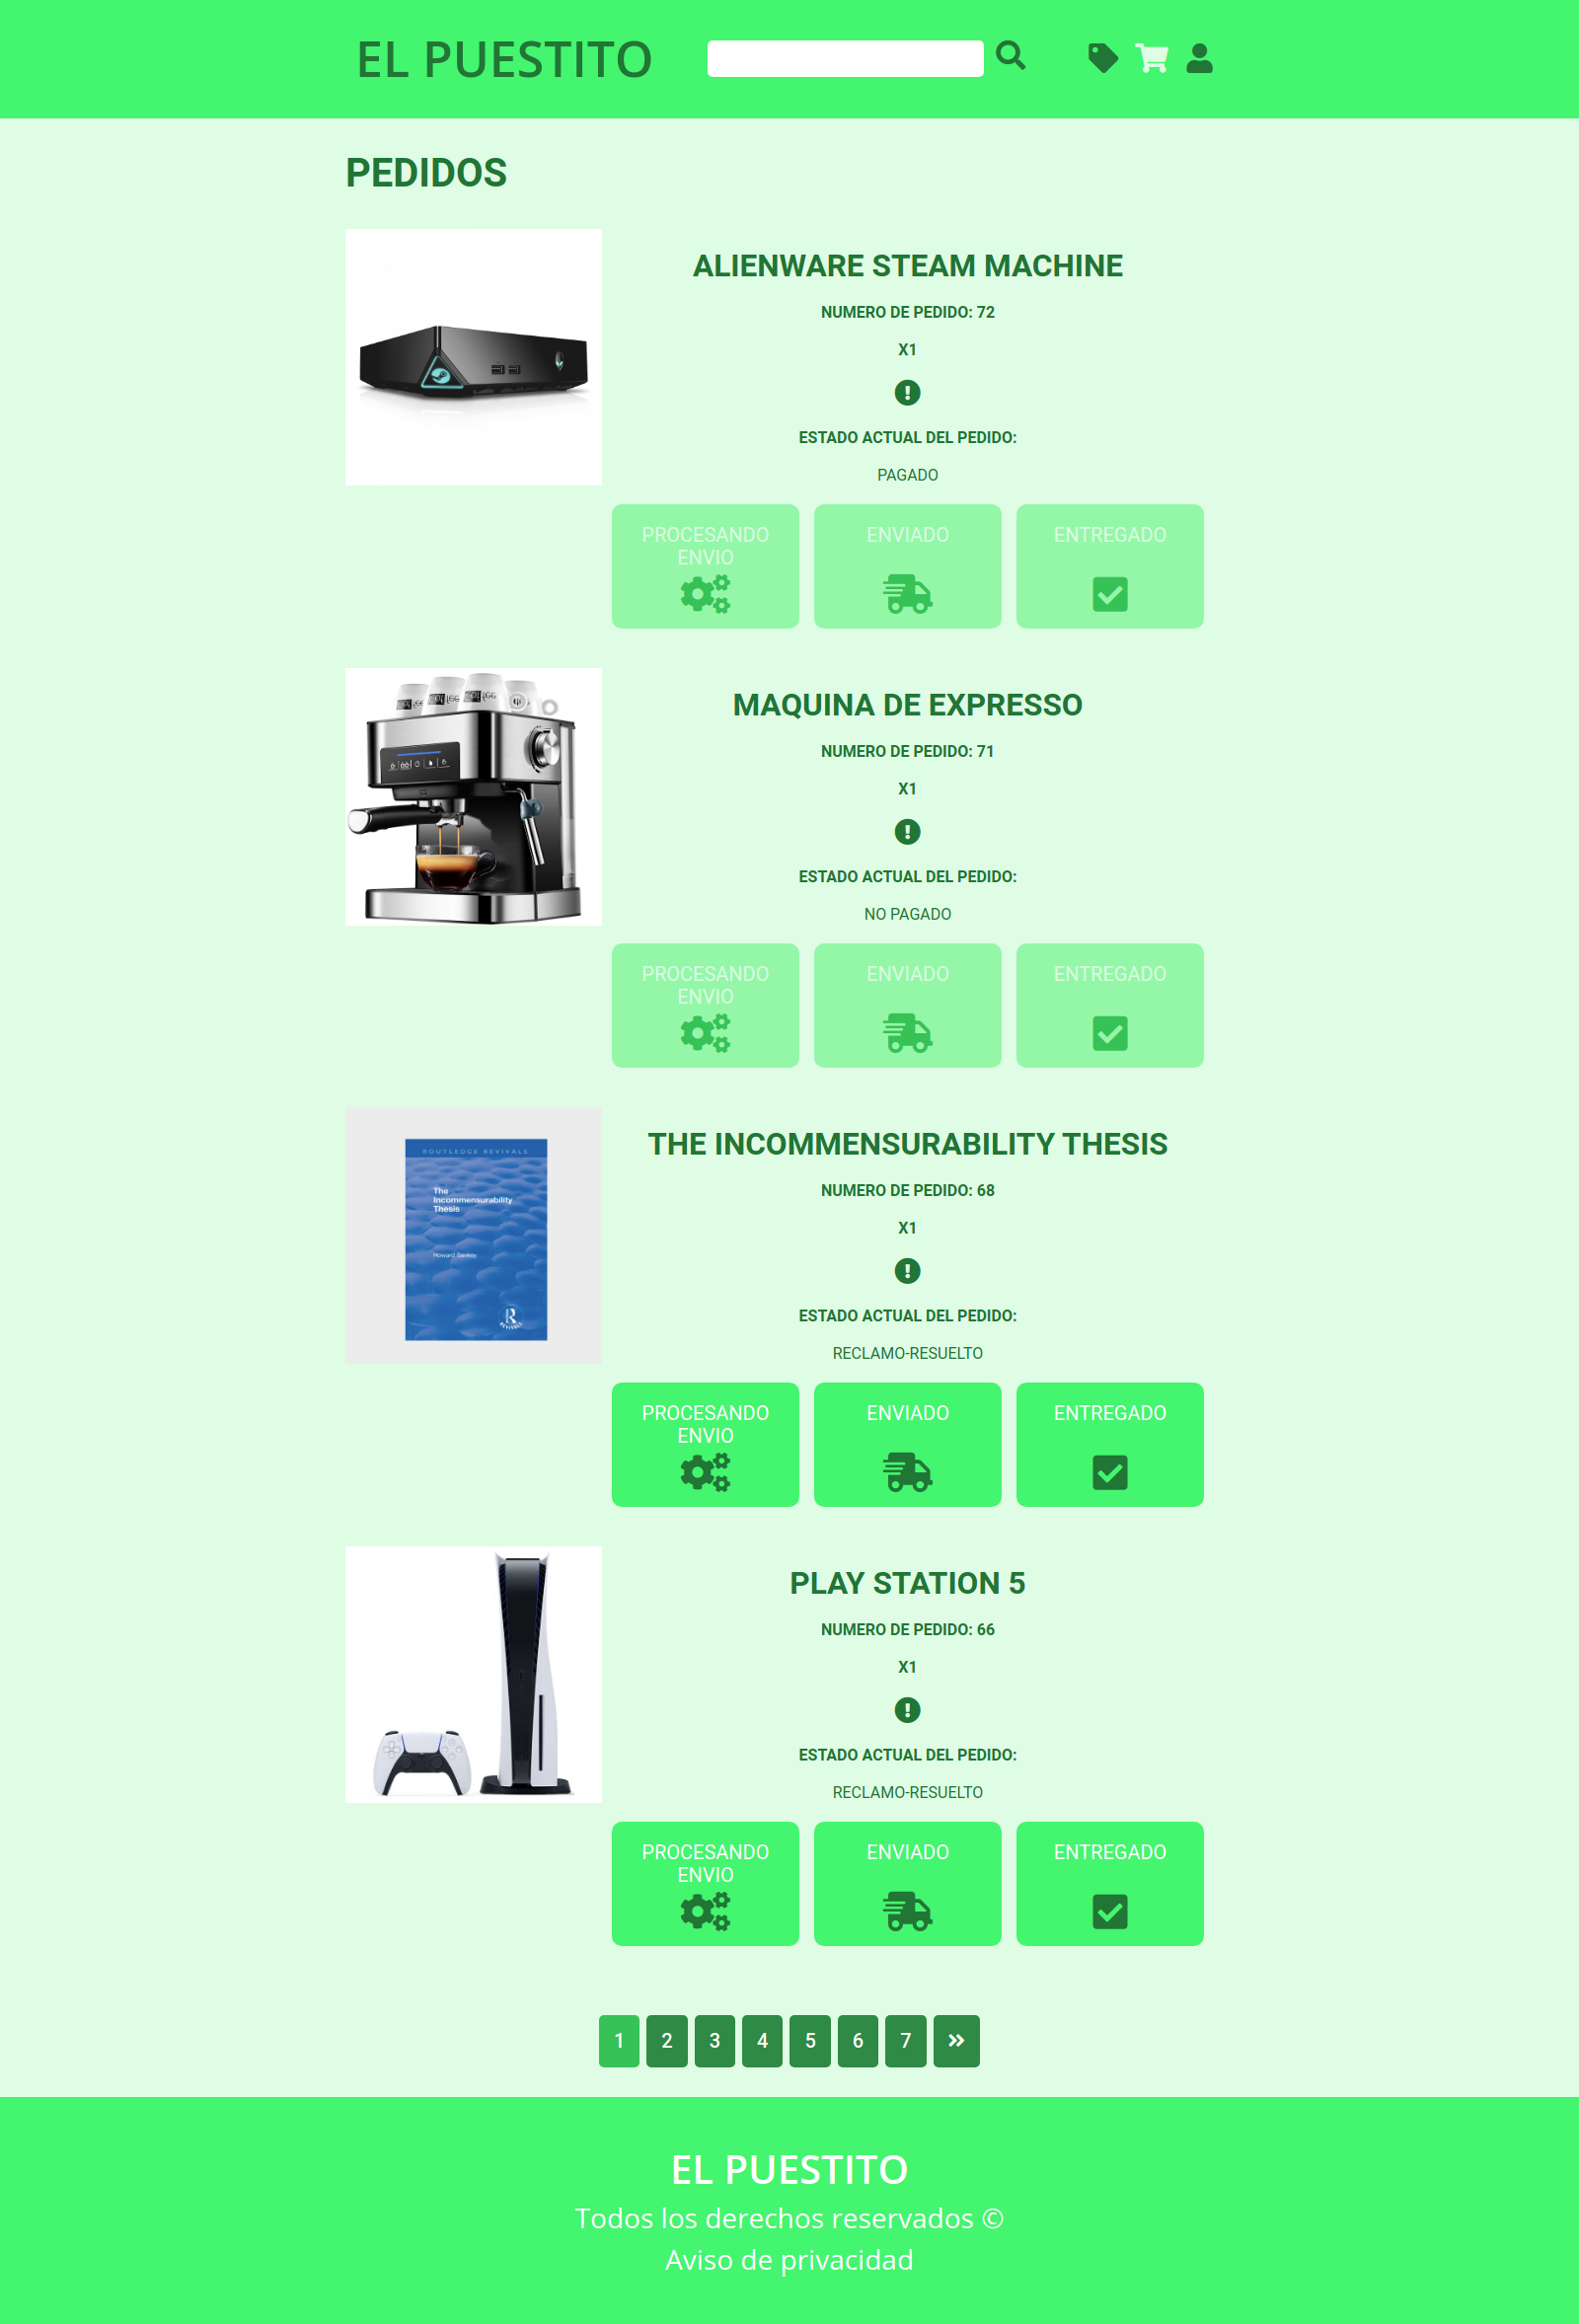 EL PUESTITO
PEDIDOS
ALIENWARE STEAM MACHINE
NUMERO DE PEDIDO: 72
X1
ESTADO ACTUAL DEL PEDIDO:
PAGADO
PROCESANDO
ENVIO
ENVIADO
ENTREGADO
MAQUINA DE EXPRESSO
NUMERO DE PEDIDO: 71
X1
ESTADO ACTUAL DEL PEDIDO:
NO PAGADO
PROCESANDO
ENVIO
ENVIADO
ENTREGADO
ROUTLEDGE REVIVALS
The
Incommensurability
Thesis
Howard Sankey
THE INCOMMENSURABILITY THESIS
NUMERO DE PEDIDO: 68
X1
ESTADO ACTUAL DEL PEDIDO:
RECLAMO-RESUELTO
PROCESANDO
ENVIO
ENVIADO
ENTREGADO
PLAY STATION 5
NUMERO DE PEDIDO: 66
X1
ESTADO ACTUAL DEL PEDIDO:
RECLAMO-RESUELTO
PROCESANDO
ENVIO
ENVIADO
ENTREGADO
1 2 3 4 5 6 7 »
EL PUESTITO
Todos los derechos reservados ©
Aviso de privacidad